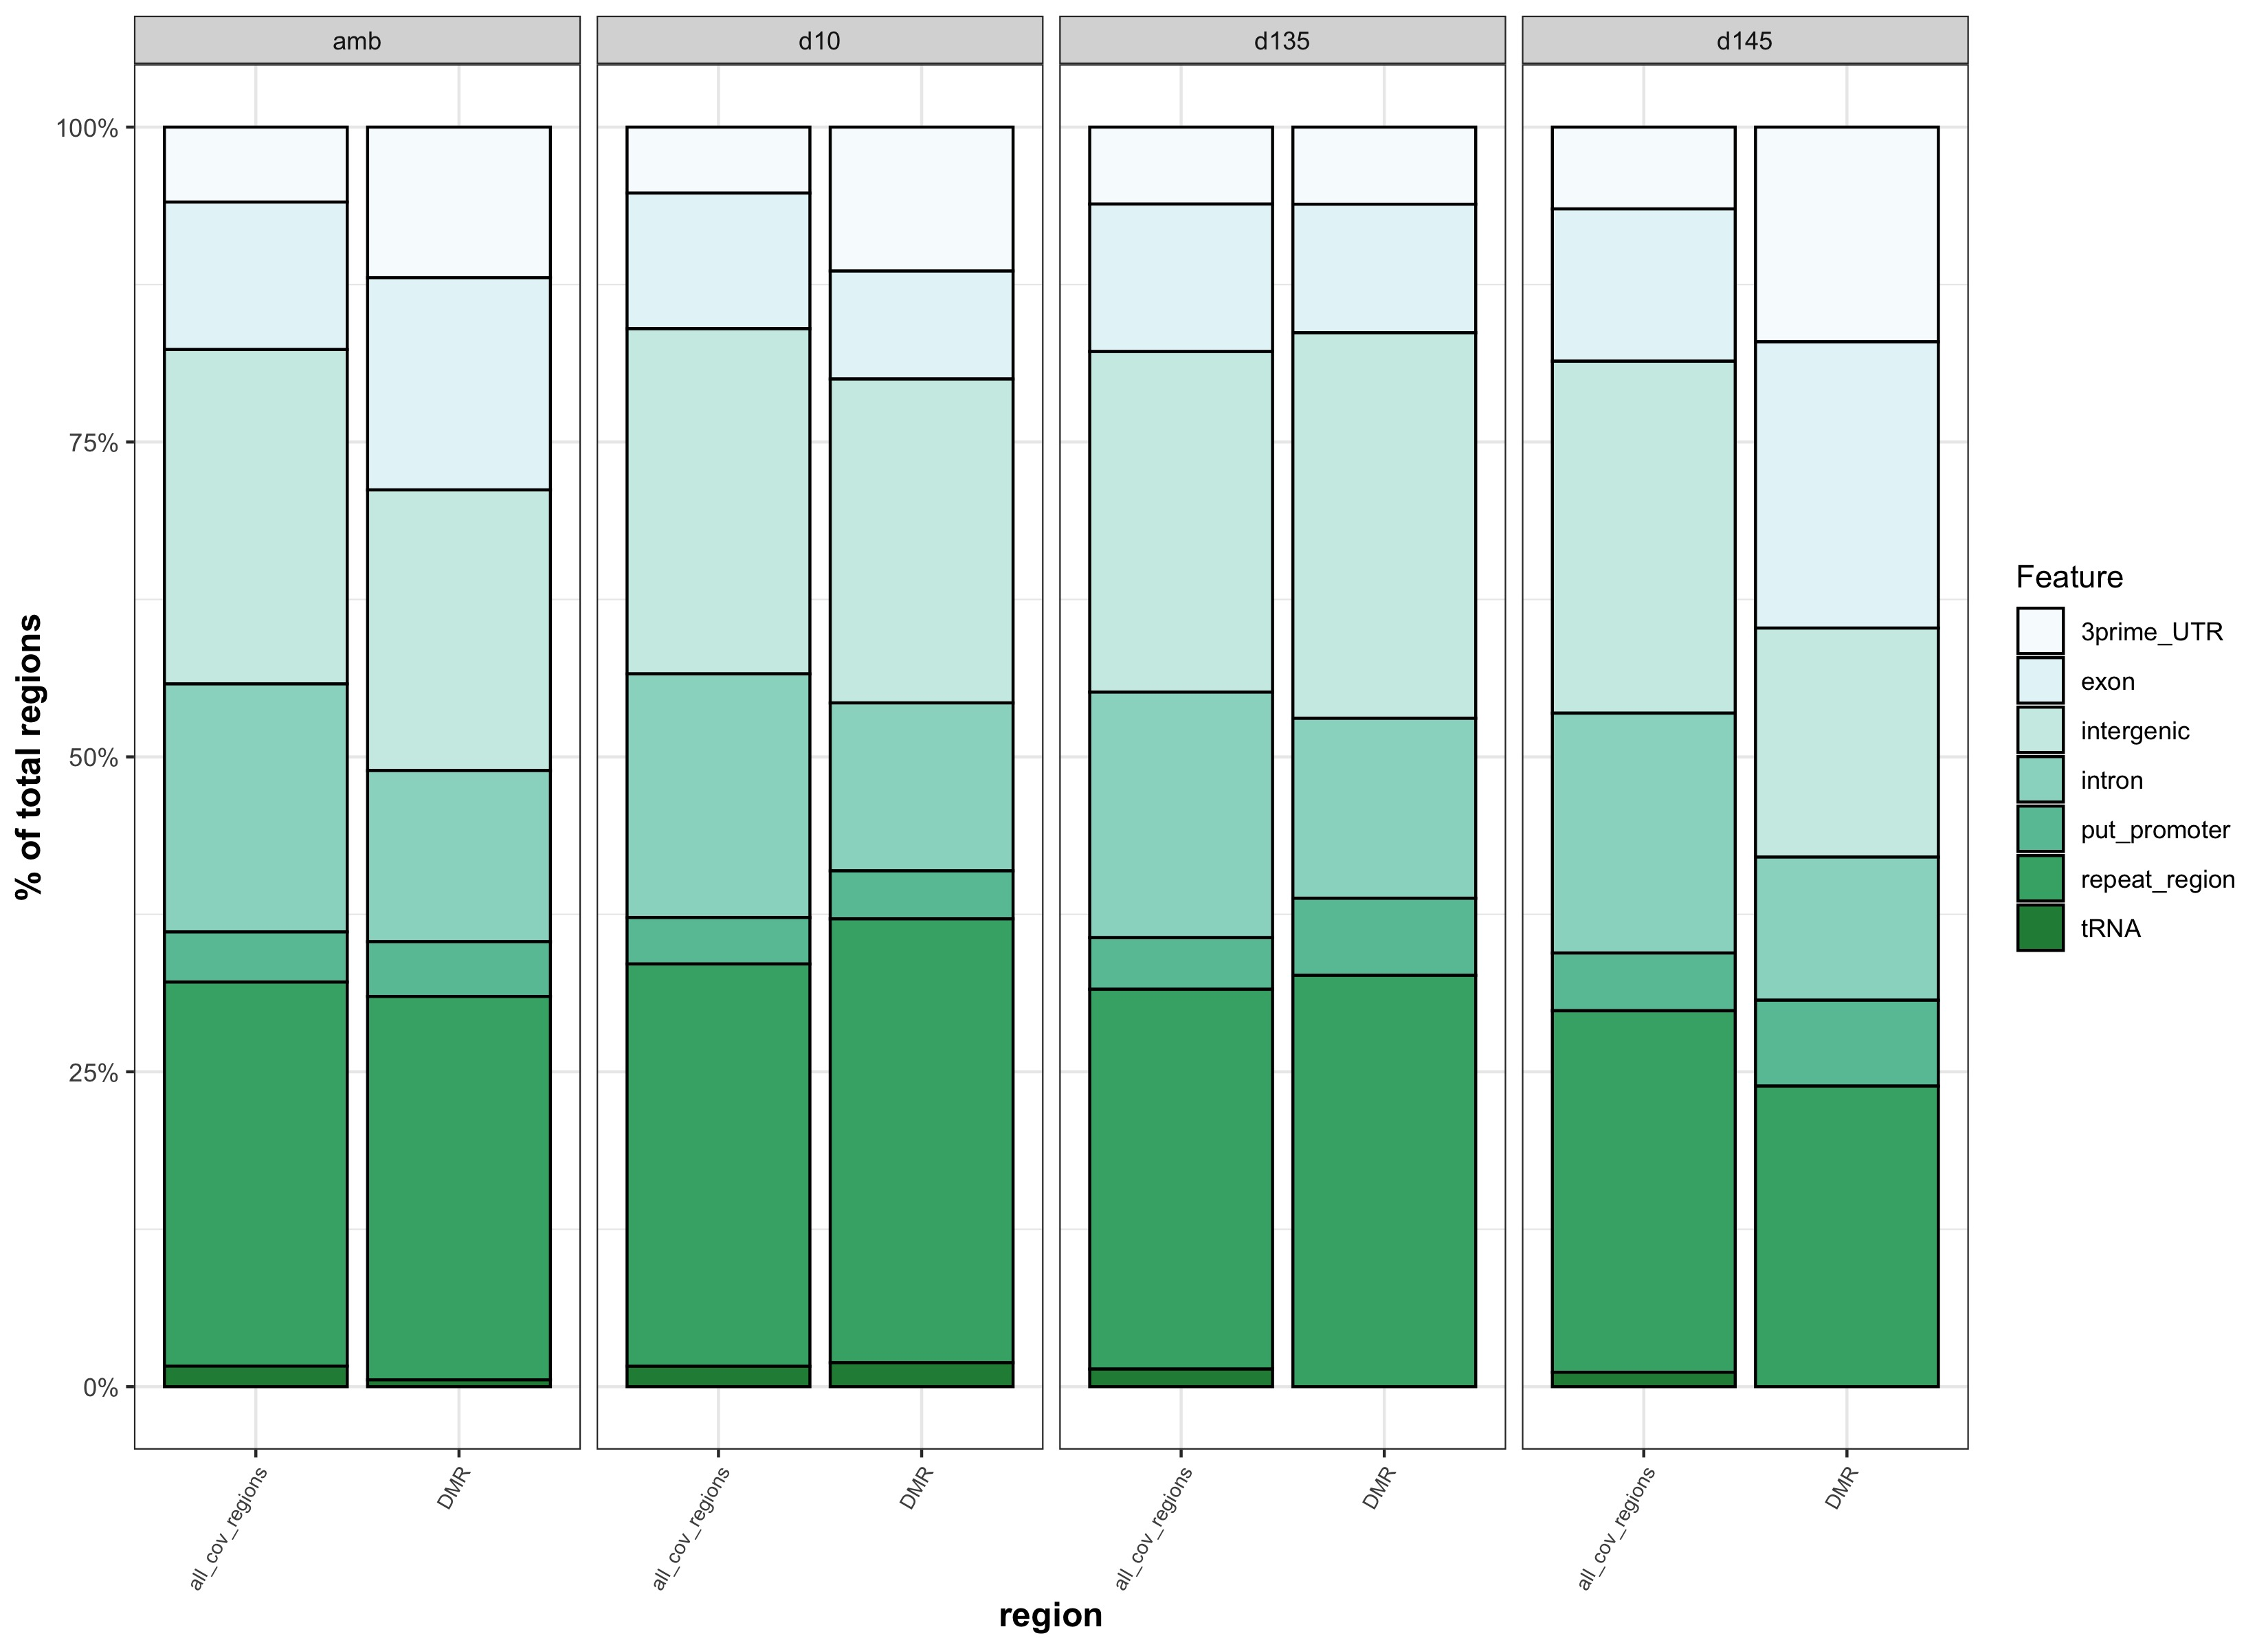 amb
d10
d135
d145
100%
75%
50%
25%
0%
% of total regions
all_cov_regions
DMR
all_cov_regions
DMR
all_cov_regions
DMR
all_cov_regions
DMR
region
Feature
3prime_UTR
exon
intergenic
intron
put_promoter
repeat_region
tRNA